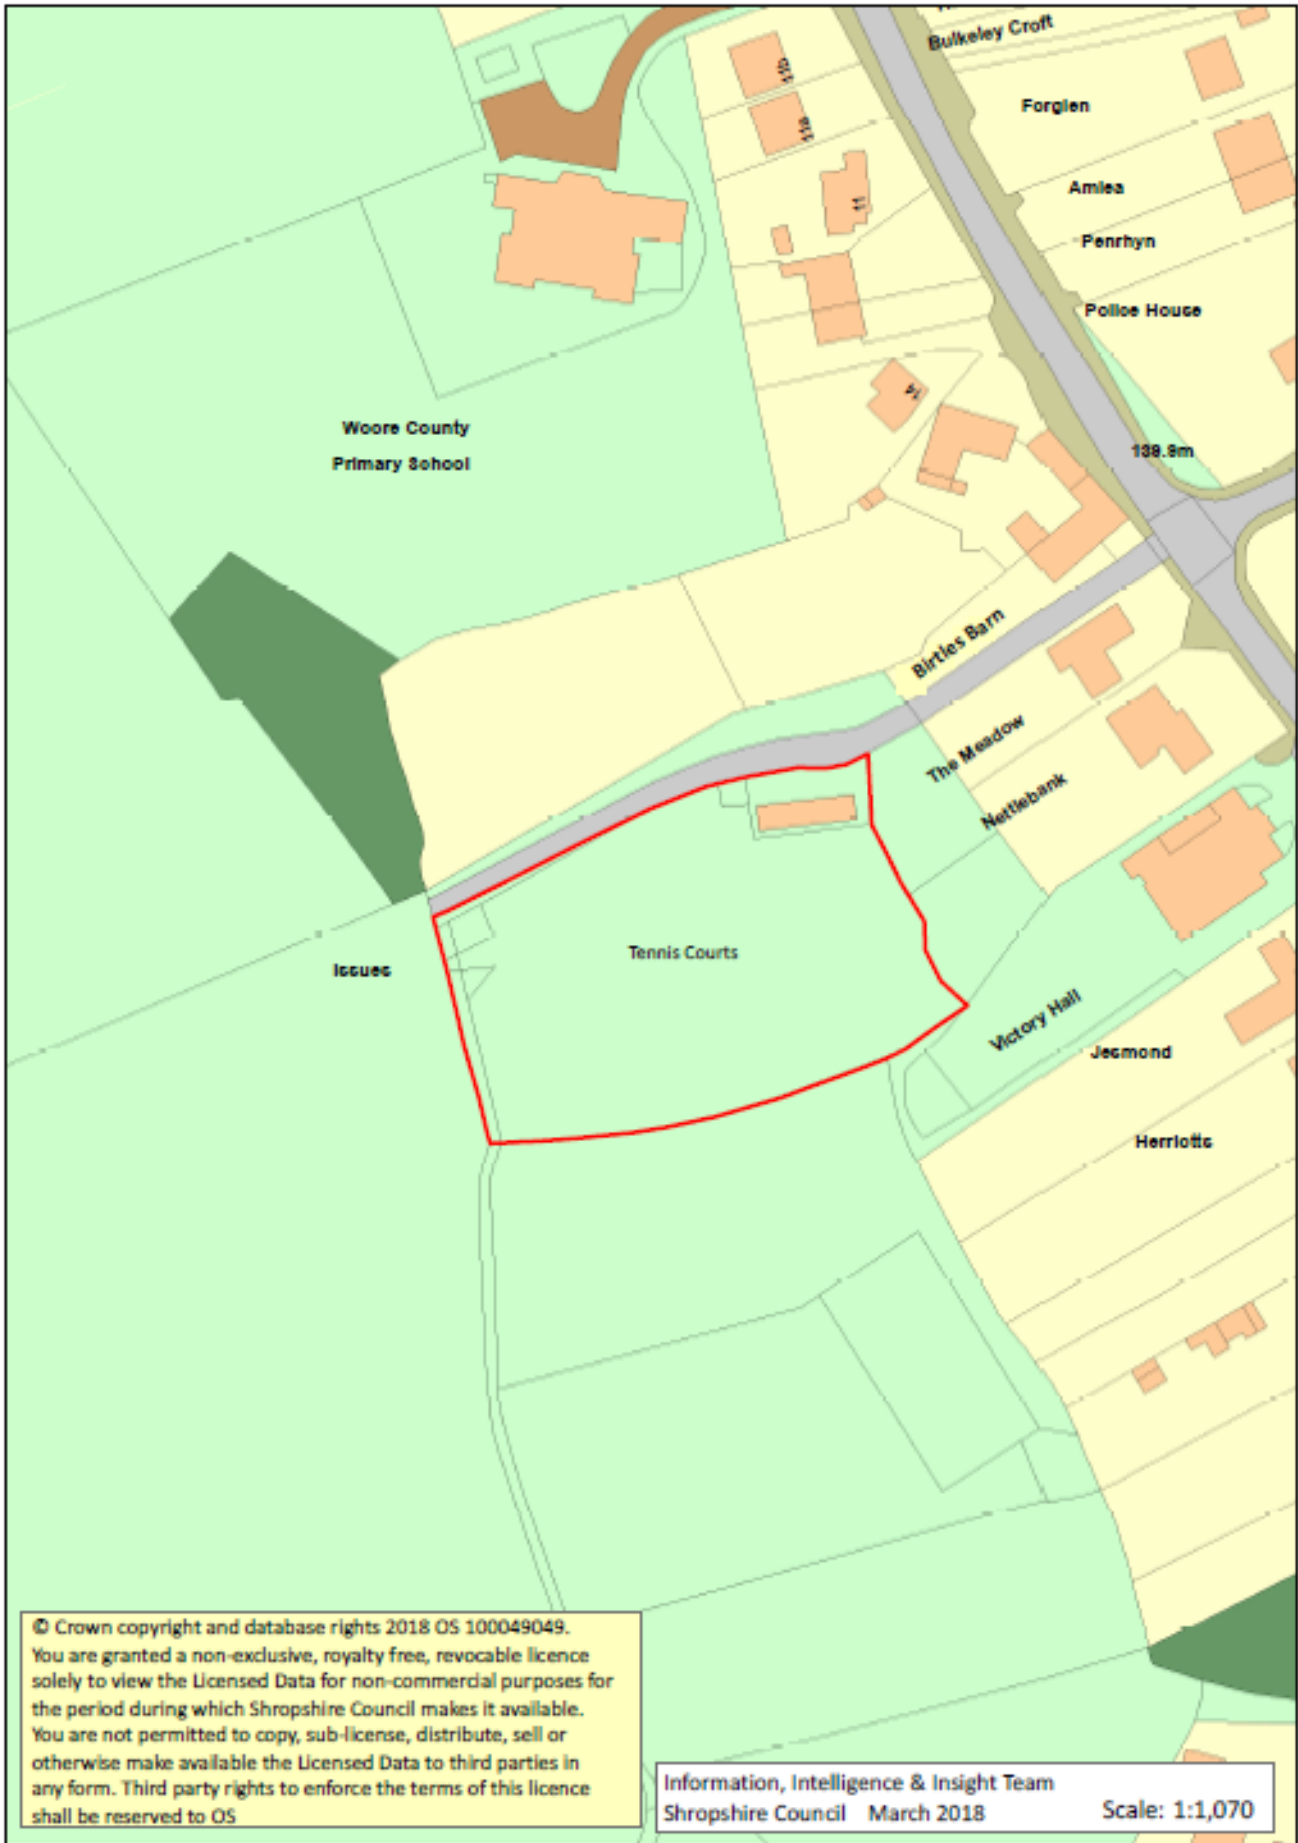 Bulkeley Croft
11b
Forglen
11a
Amlea
11
Penrhyn
Police House
Woore County
139.9m
Primary School
Birtles Barn
The Meadow
Nettlebank
Tennis Courts
Issues
Victory Hall
Jesmond
Herriotts
© Crown copyright and database rights 2018 OS 100049049.
You are granted a non-exclusive, royalty free, revocable licence
solely to view the Licensed Data for non-commercial purposes for
the period during which Shropshire Council makes it available.
You are not permitted to copy, sub-license, distribute, sell or
otherwise make available the Licensed Data to third parties in
any form. Third party rights to enforce the terms of this licence
shall be reserved to OS
Information, Intelligence & Insight Team
Shropshire Council March 2018 Scale: 1:1,070